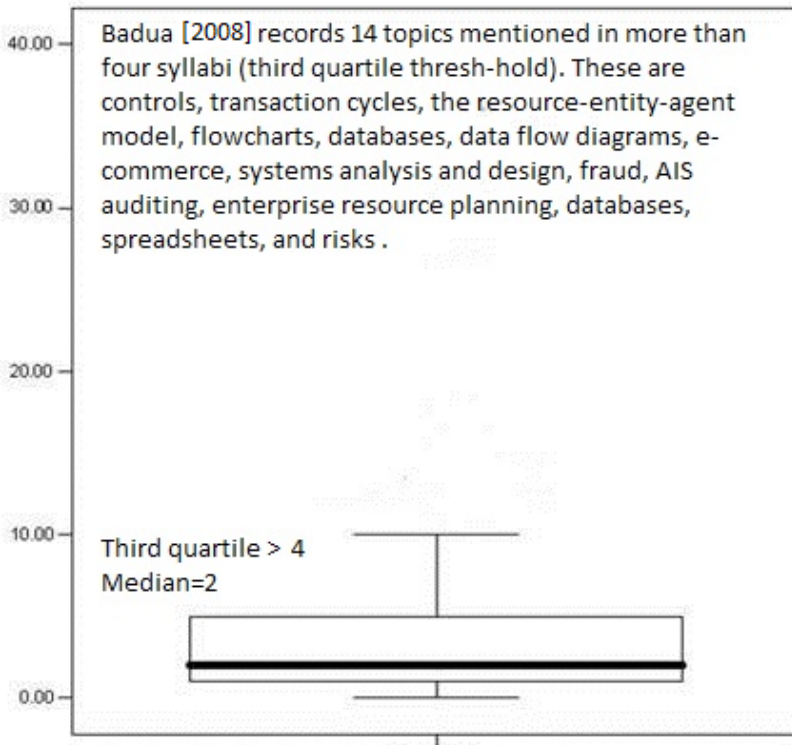 40.00
Badua [2008] records 14 topics mentioned in more than
four syllabi (third quartile thresh-hold). These are
controls, transaction cycles, the resource-entity-agent
model, flowcharts, databases, data flow diagrams, e-
commerce, systems analysis and design, fraud, AIS
auditing, enterprise resource planning, databases,
spreadsheets, and risks .
30.00
20.00
10.00
Third quartile > 4
Median=2
0.00